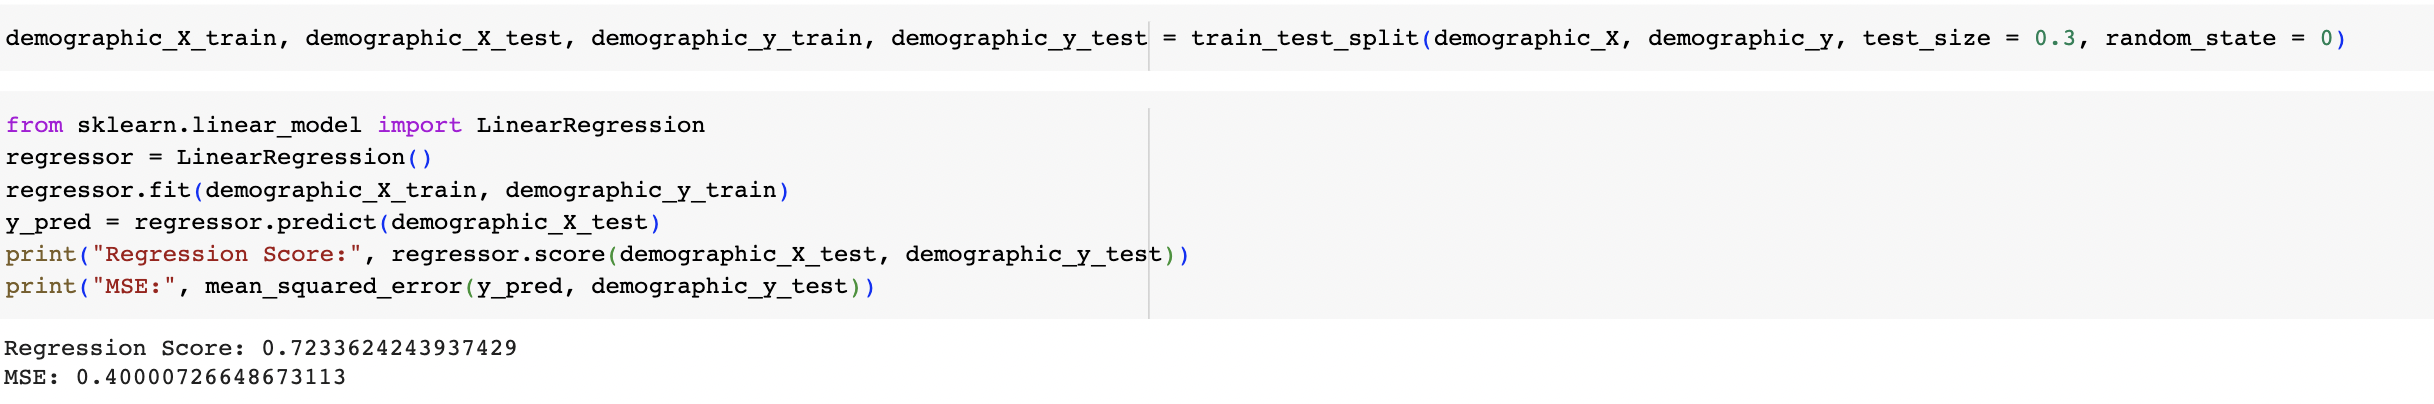 demographic_X_train, demographic_X_test, demographic_y_train, demographic_y_test = train_test_split(demographic_X, demographic_y, test_size = 0.3, random_state = 0)
from sklearn.linear_model import LinearRegression
regressor = LinearRegression()
regressor.fit(demographic_X_train, demographic_y_train)
y_pred = regressor.predict(demographic_X_test)
print("Regression Score:", regressor.score(demographic_X_test, demographic_y_test))
print("MSE:", mean_squared_error(y_pred, demographic_y_test))
Regression Score: 0.7233624243937429
MSE: 0.40000726648673113